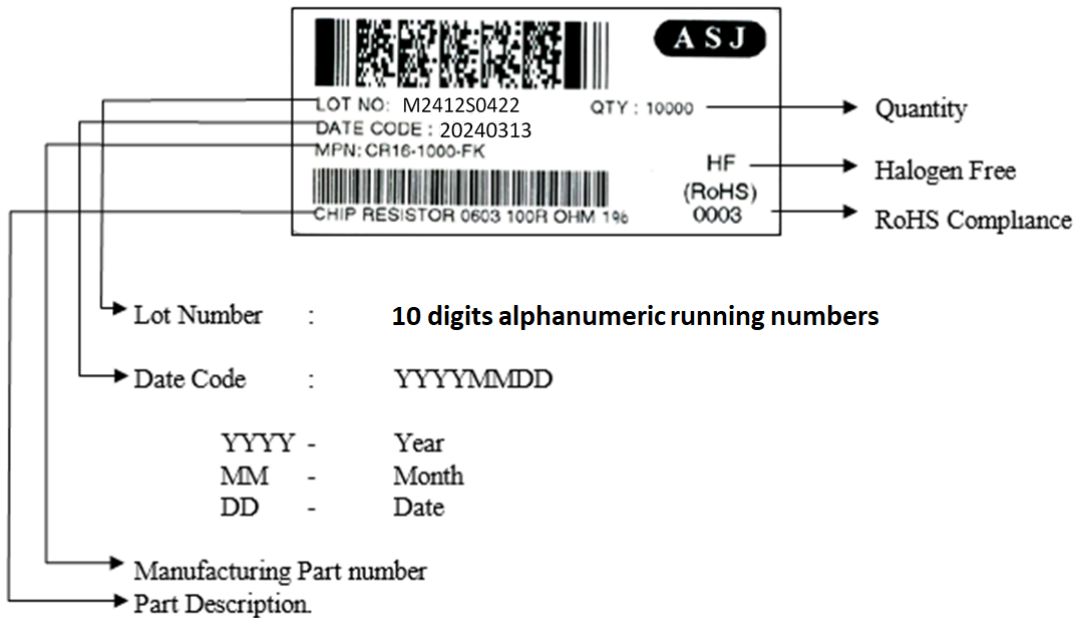 ASJ
LOT NO: M2412S0422 QTY : 10000 Quantity
DATE CODE : 20240313
MPN: CR16-1000-FK
HF Halogen Free
(RoHS)
CHIP RESISTOR 0603 100R OHM 1% 0003 RoHS Compliance
Lot Number : 10 digits alphanumeric running numbers
Date Code : YYYYMMDD
YYYY - Year
MM - Month
DD - Date
Manufacturing Part number
Part Description.